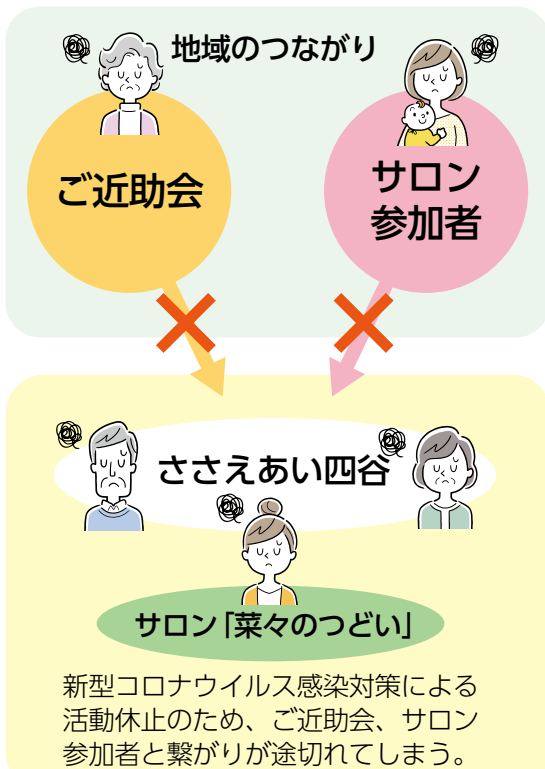 地域のつながり
ご近助会
サロン
参加者
ささえあい四谷
サロン「菜々のつどい」
新型コロナウイルス感染対策による
活動休止のため、ご近助会、サロン
参加者と繋がりが途切れてしまう。